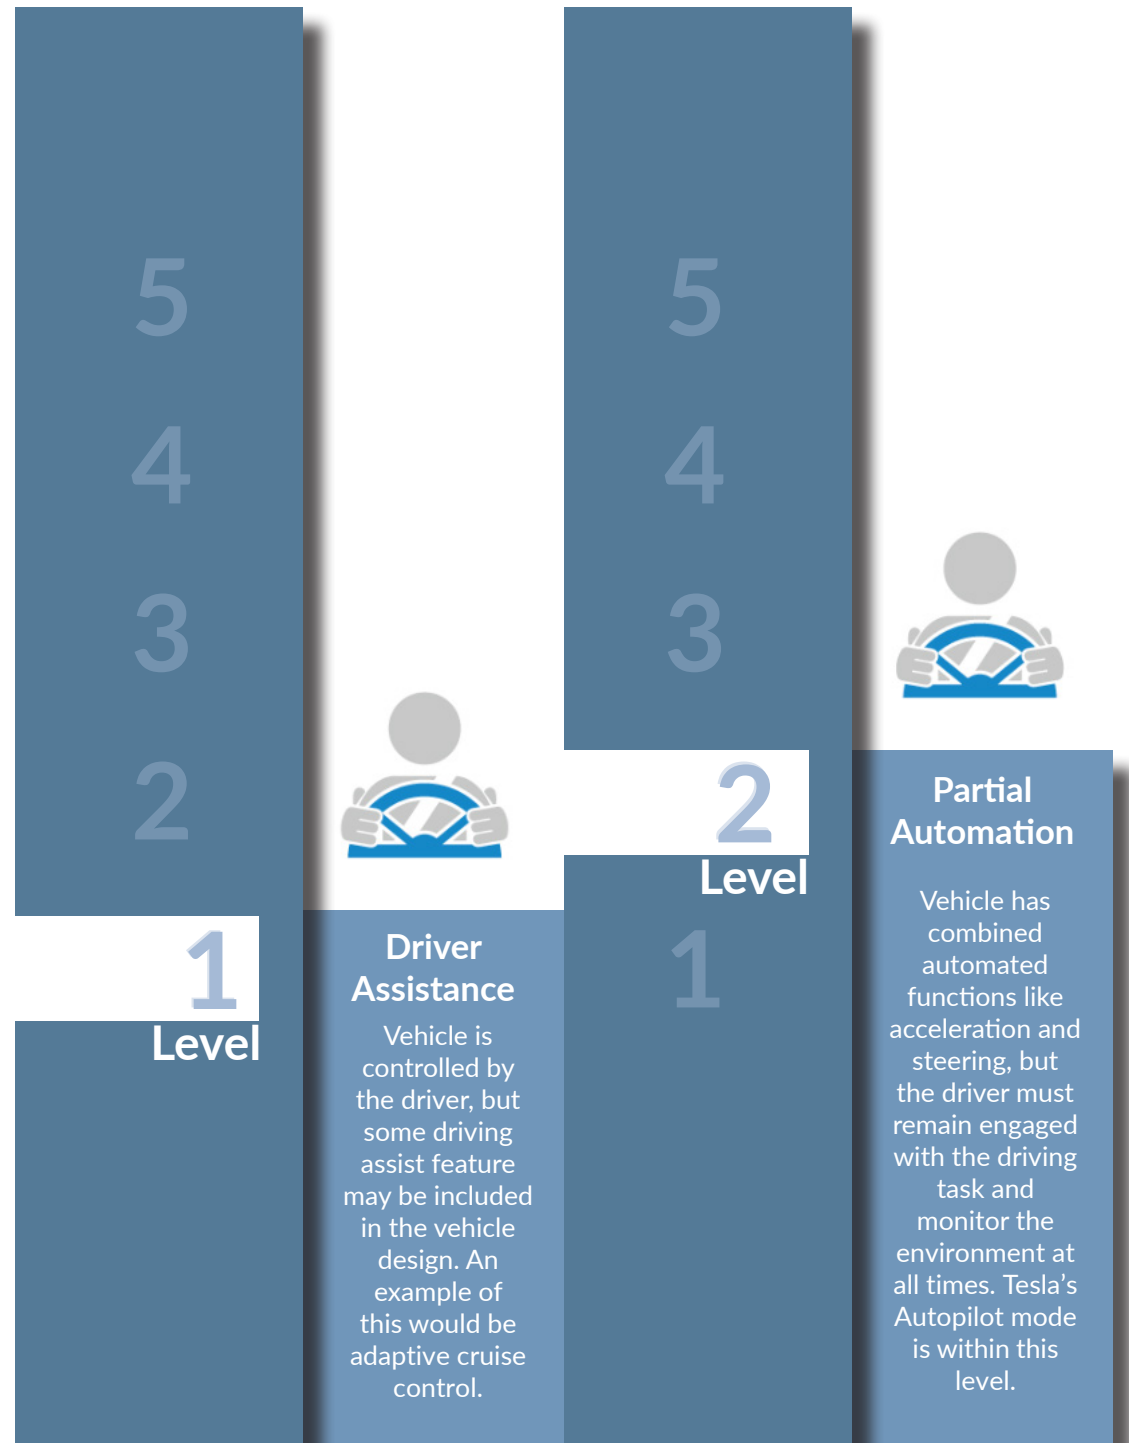 5
4
3
2
1
Level
Driver
Assistance
Vehicle is
controlled by
the driver, but
some driving
assist feature
may be included
in the vehicle
design. An
example of
this would be
adaptive cruise
control.
5
4
3
2
Level
1
Partial
Automation
Vehicle has
combined
automated
functions like
acceleration and
steering, but
the driver must
remain engaged
with the driving
task and
monitor the
environment at
all times. Tesla’s
Autopilot mode
is within this
level.